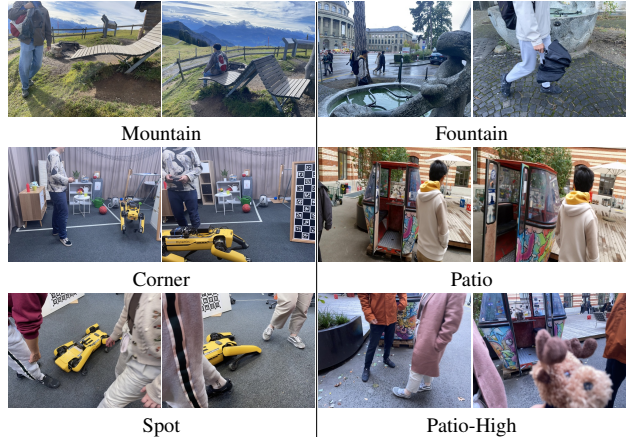 Mountain
Fountain
Corner
Patio
Spot
Patio-High